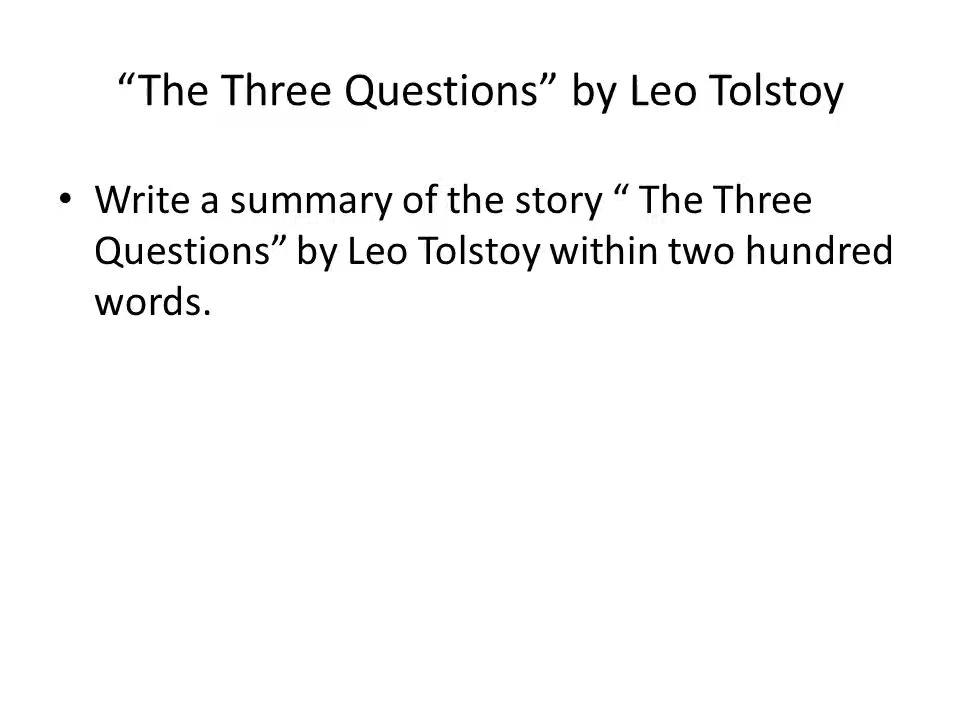 “The Three Questions” by Leo Tolstoy
• Write a summary of the story “ The Three
Questions” by Leo Tolstoy within two hundred
words.